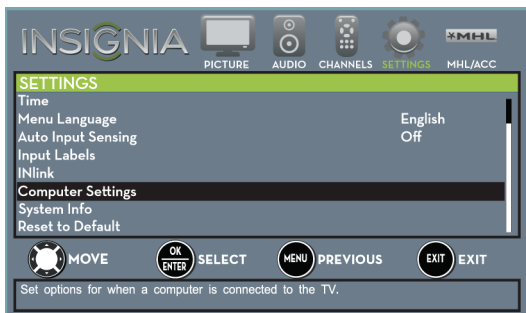 INSIGNIA
PICTURE AUDIO CHANNELS SETTINGS MHL MHL/ACC
SETTINGS
Time
Menu Language English
Auto Input Sensing Off
Input Labels
INlink
Computer Settings
System Info
Reset to Default
MOVE OK ENTER SELECT MENU PREVIOUS EXIT EXIT
Set options for when a computer is connected to the TV.